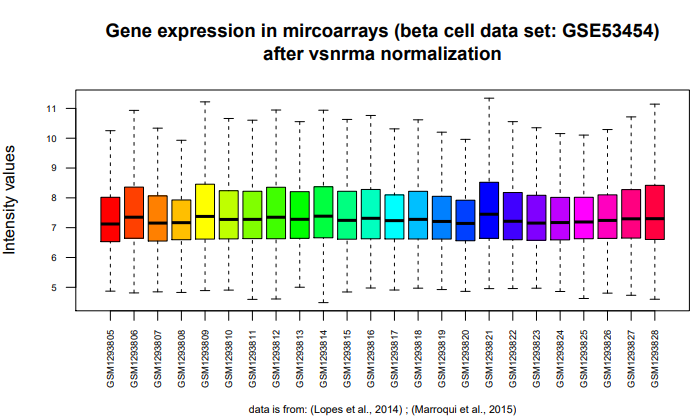 Gene expression in mircoarrays (beta cell data set: GSE53454)
after vsnrma normalization
Intensity values
11
10
9
8
7
6
5
GSM1293805
GSM1293806
GSM1293807
GSM1293808
GSM1293809
GSM1293810
GSM1293811
GSM1293812
GSM1293813
GSM1293814
GSM1293815
GSM1293816
GSM1293817
GSM1293818
GSM1293819
GSM1293820
GSM1293821
GSM1293822
GSM1293823
GSM1293824
GSM1293825
GSM1293826
GSM1293827
GSM1293828
data is from: (Lopes et al., 2014) ; (Marroqui et al., 2015)